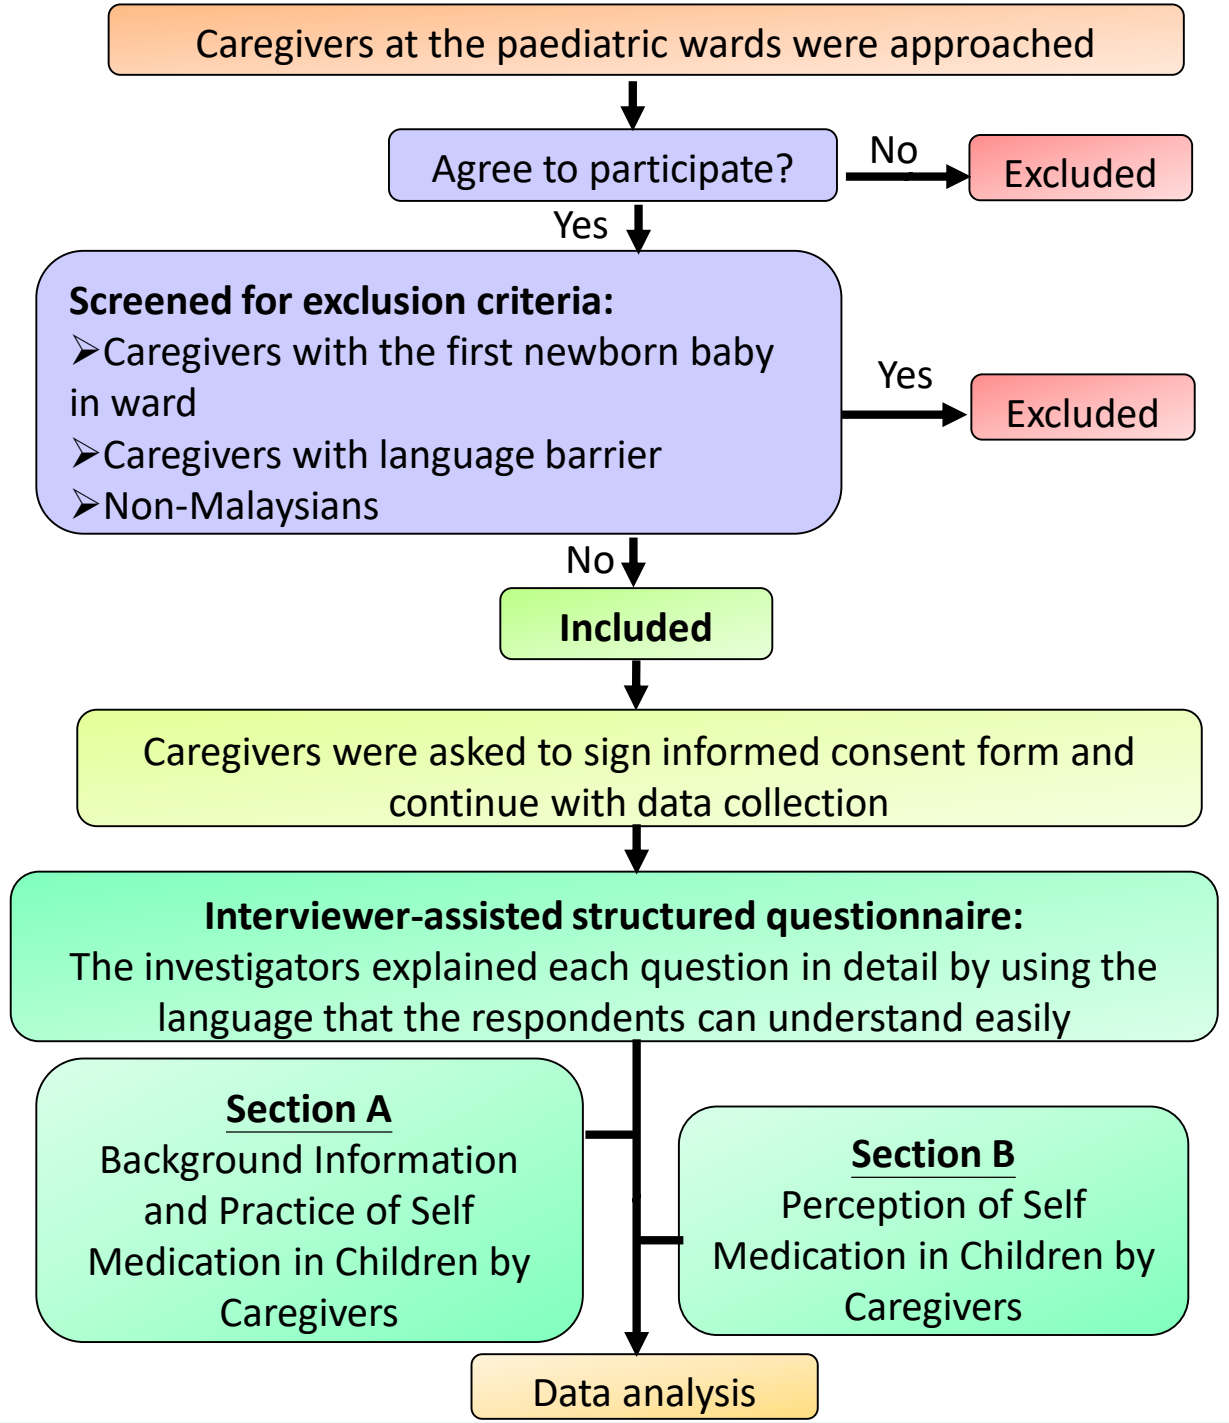 Caregivers at the paediatric wards were approached
Agree to participate?
No
Excluded
Yes
Screened for exclusion criteria:
➢Caregivers with the first newborn baby
in ward
➢Caregivers with language barrier
➢Non-Malaysians
Yes
Excluded
No
Included
Caregivers were asked to sign informed consent form and
continue with data collection
Interviewer-assisted structured questionnaire:
The investigators explained each question in detail by using the
language that the respondents can understand easily
Section A
Background Information
and Practice of Self
Medication in Children by
Caregivers
Section B
Perception of Self
Medication in Children by
Caregivers
Data analysis